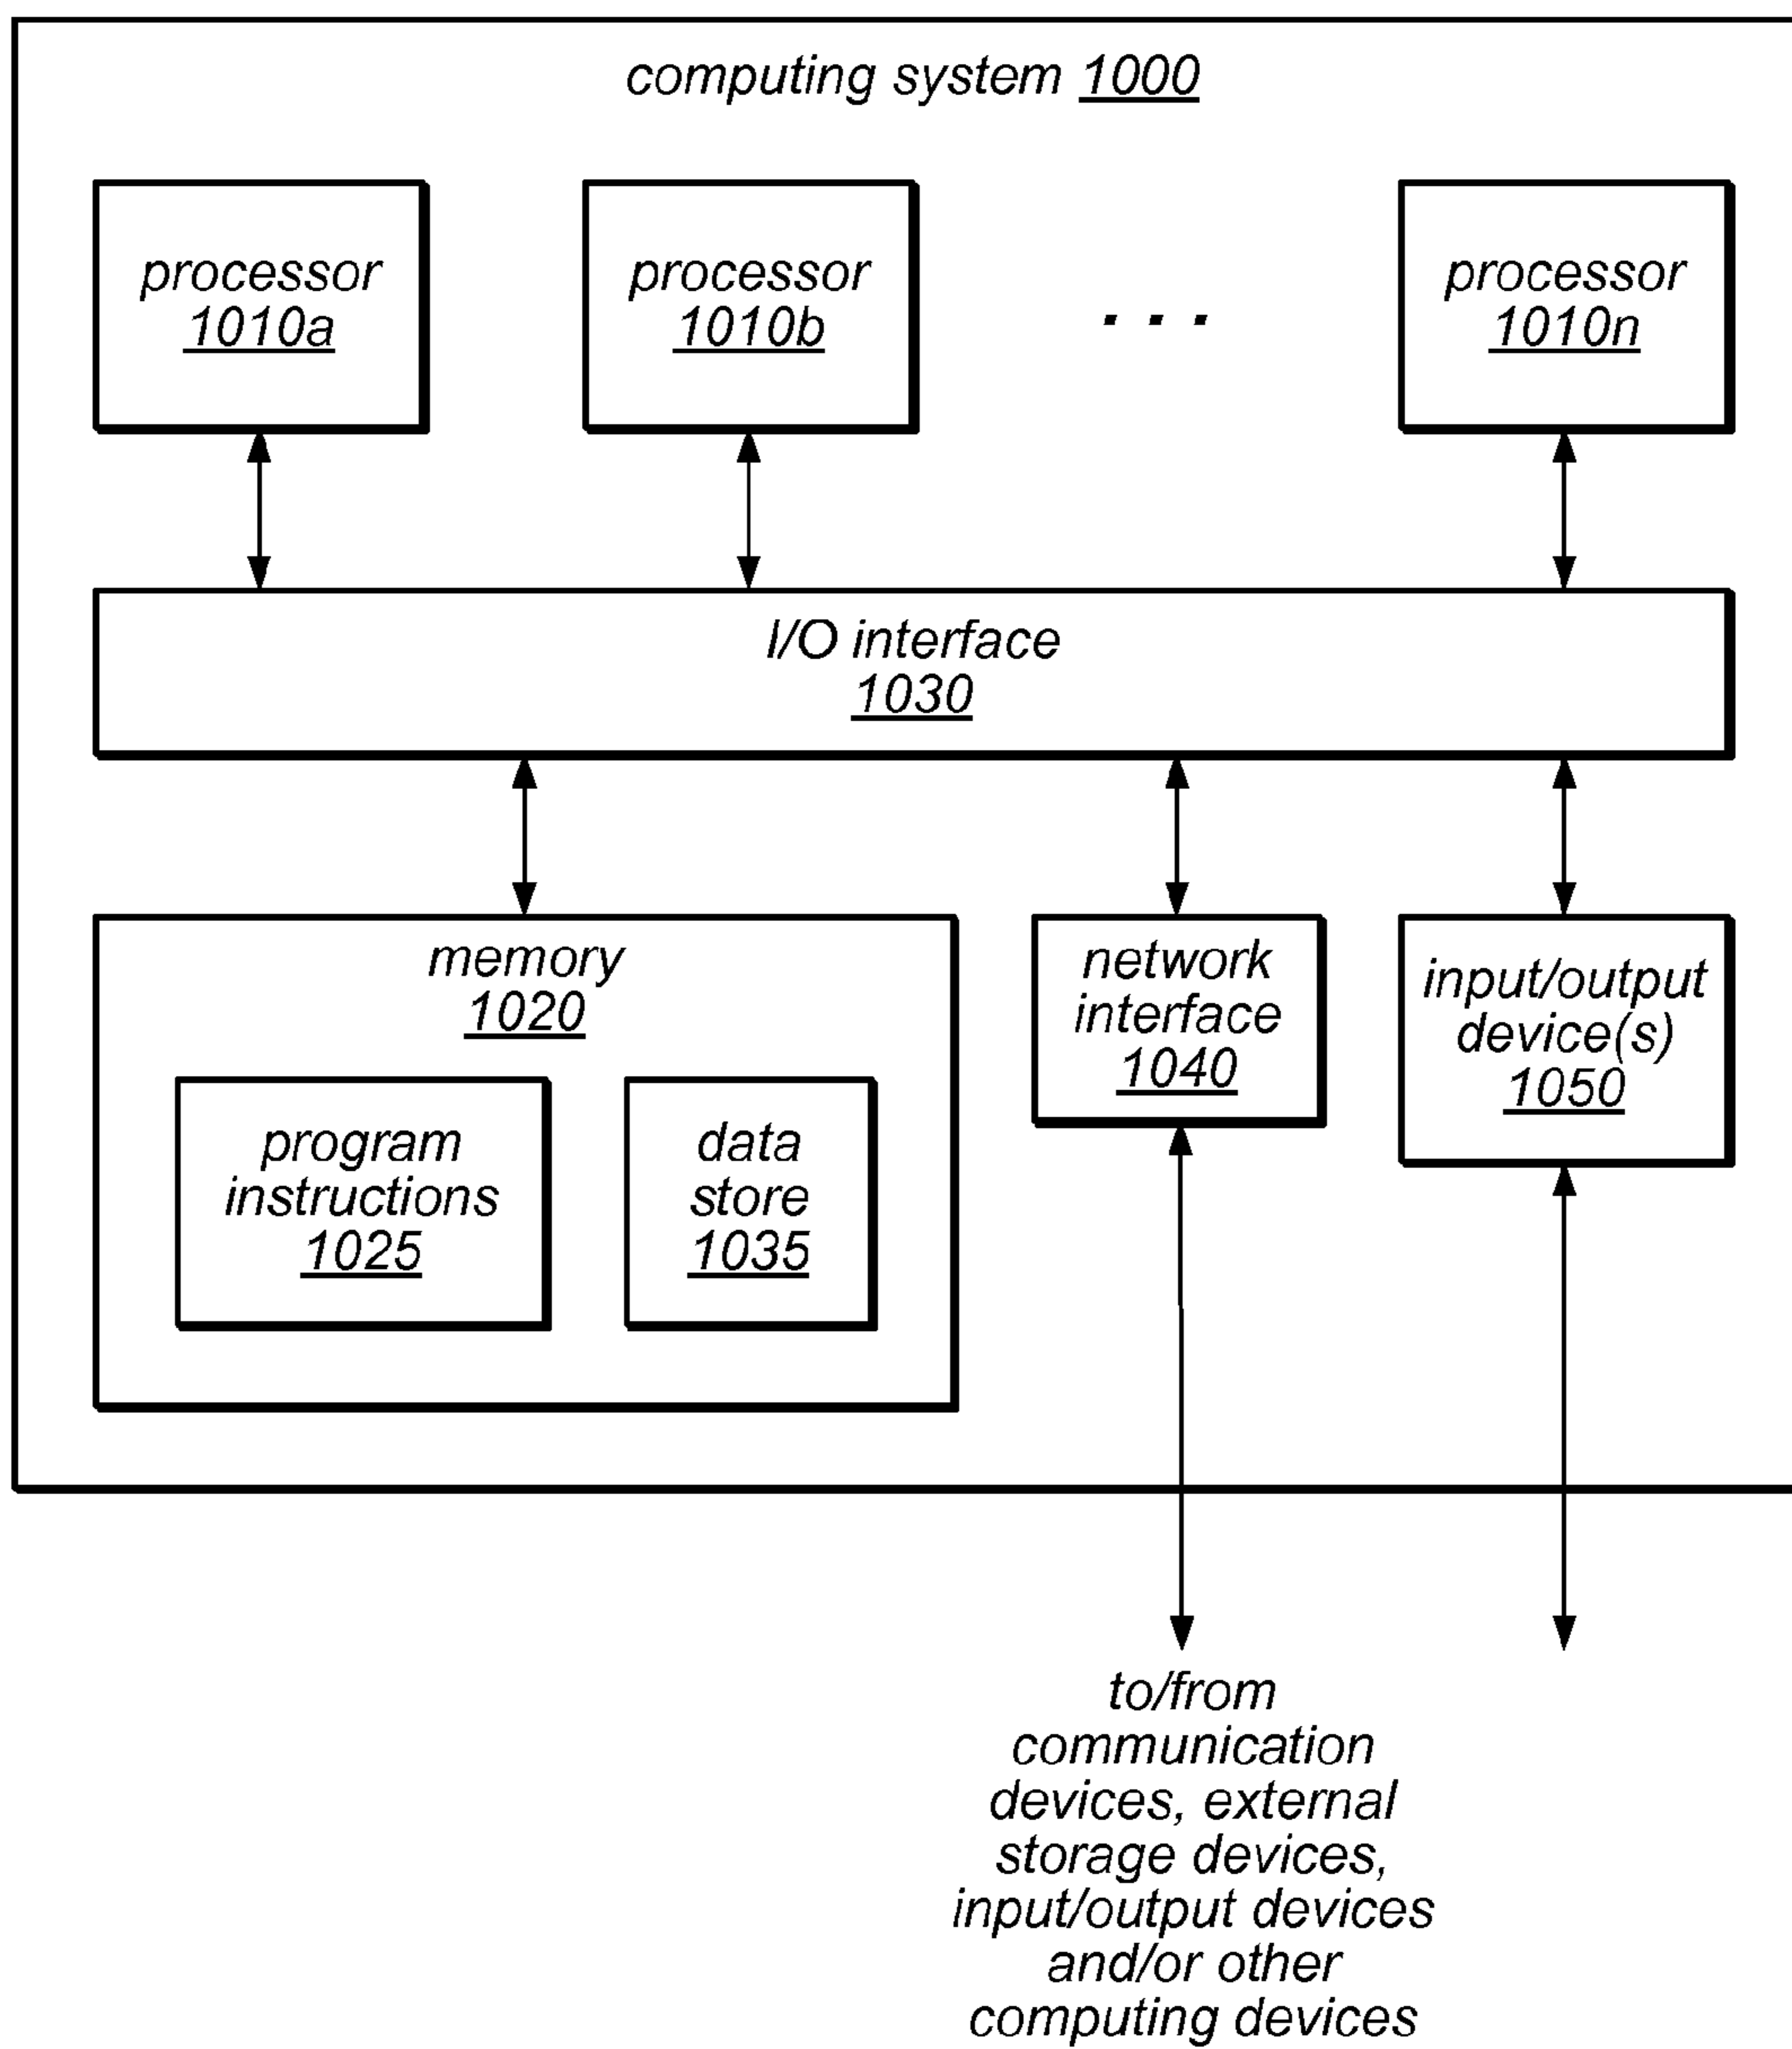 computing system 1000
processor
1010a
processor
1010b
. . .
processor
1010n
I/O interface
1030
memory
1020
program
instructions
1025
data
store
1035
network
interface
1040
input/output
device(s)
1050
to/from
communication
devices, external
storage devices,
input/output devices
and/or other
computing devices